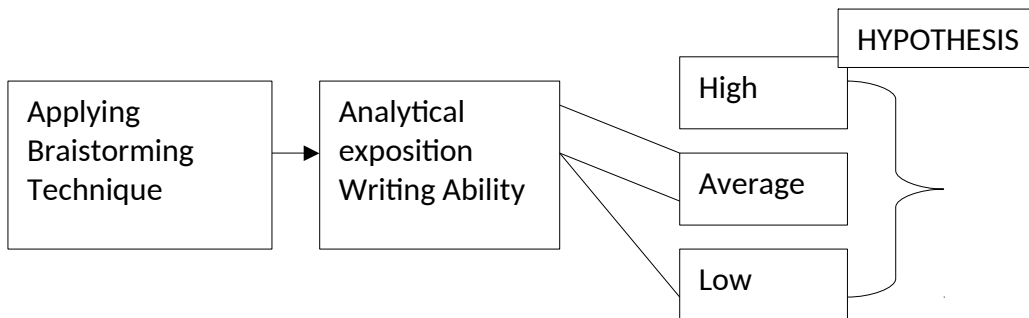 Applying
Braistorming
Technique
Analytical
exposition
Writing Ability
High
Average
Low
HYPOTHESIS